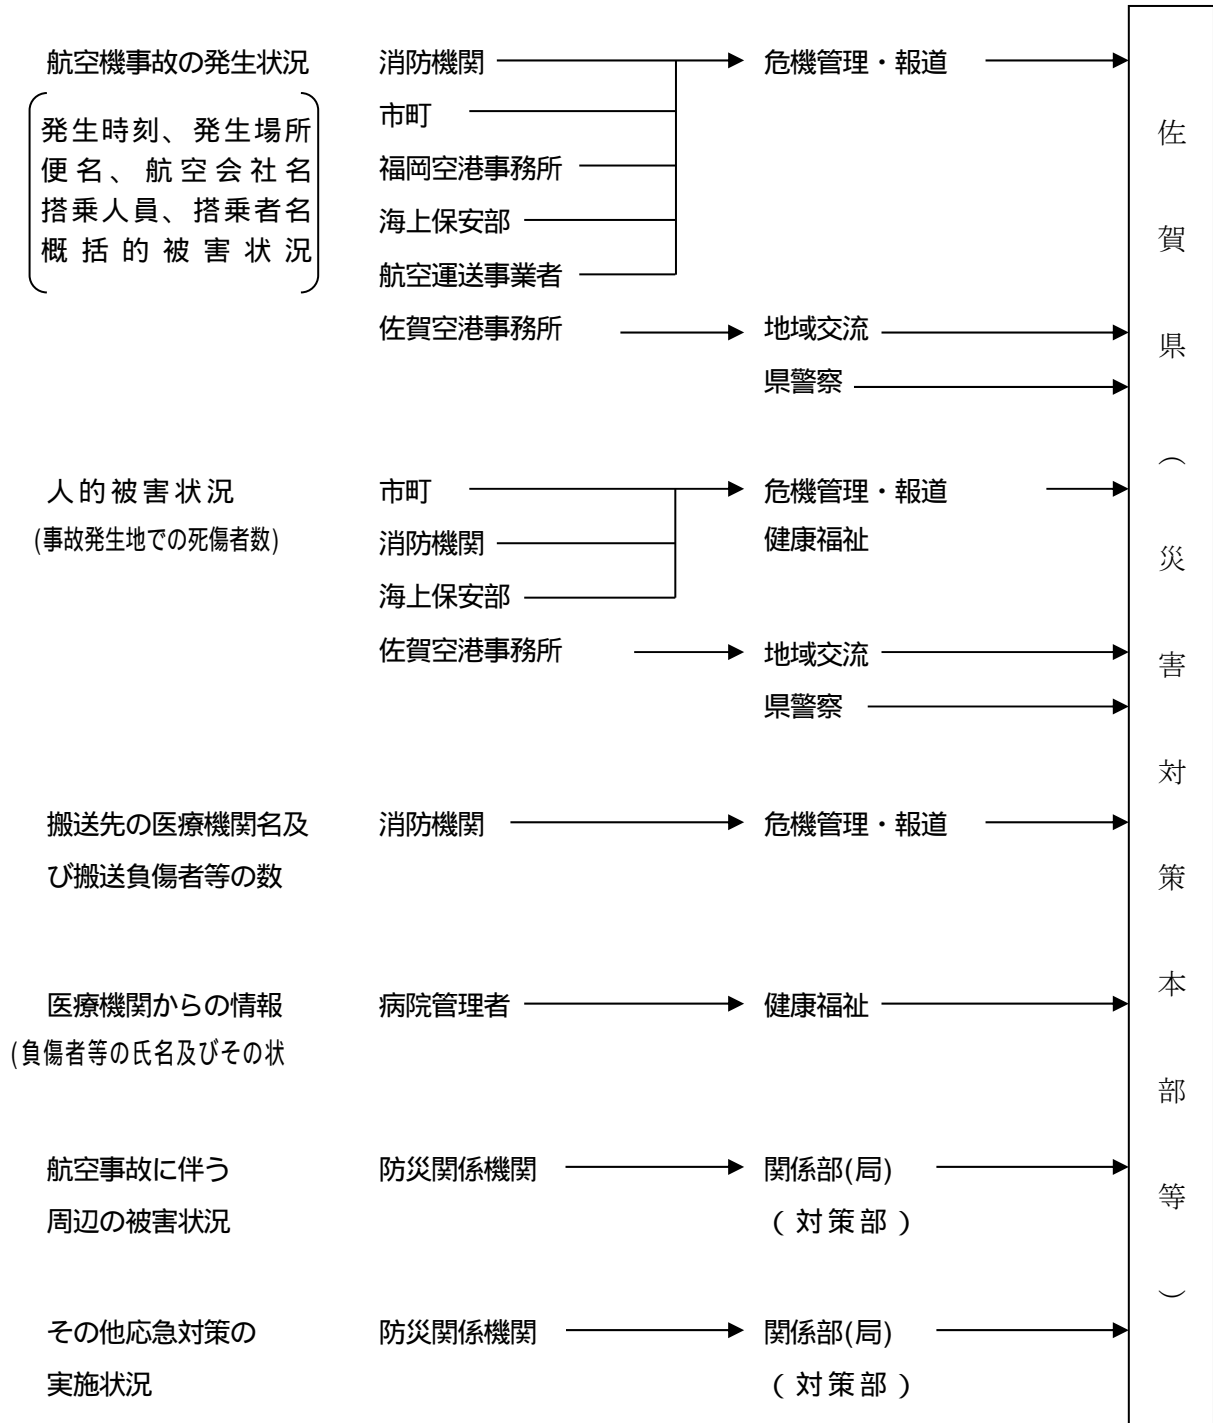 航空機事故の発生状況 消防機関 危機管理・報道
発生時刻、発生場所 市町
便名、航空会社名 福岡空港事務所
搭乗人員、搭乗者名 海上保安部
概括的被害状況 航空運送事業者
佐賀空港事務所 地域交流
県警察
人的被害状況 市町 危機管理・報道
(事故発生地での死傷者数) 消防機関 健康福祉
海上保安部
佐賀空港事務所 地域交流
県警察
搬送先の医療機関名及 消防機関 危機管理・報道
び搬送負傷者等の数
医療機関からの情報 病院管理者 健康福祉
(負傷者等の氏名及びその状
航空事故に伴う 防災関係機関 関係部(局)
周辺の被害状況 (対策部)
その他応急対策の 防災関係機関 関係部(局)
実施状況 (対策部)
佐賀県（災害対策本部等）